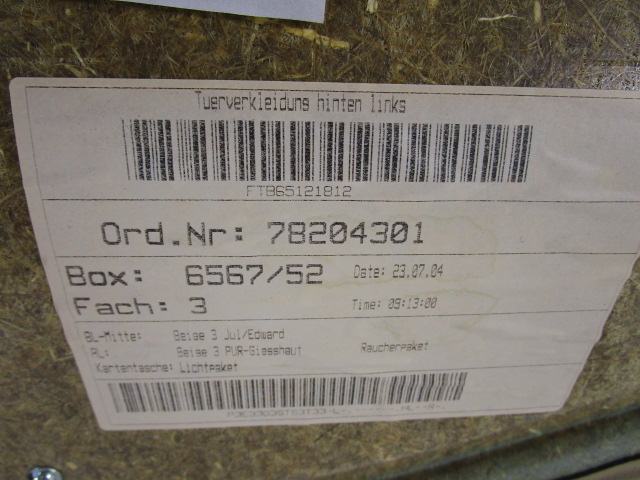 Tuerverkleidung hinten links
FTB65121812
Ord.Nr: 78204301
Box: 6567/52 Date: 23.07.04
Fach: 3 Time: 09:13:00
BL-Mitte: Beige 3 Jul/Edward
AL: Beige 3 PUR-Giesshaut Raucherpaket
Kartentasche: Lichtpaket